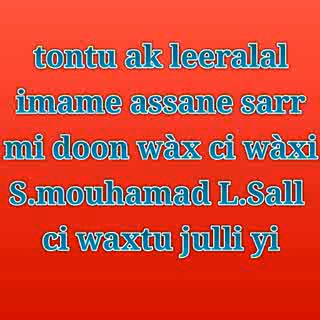 tontu ak leeralal
imame assane sarr
mi doon wàx ci wàxi
S.mouhamad L.Sall
ci waxtu julli yi